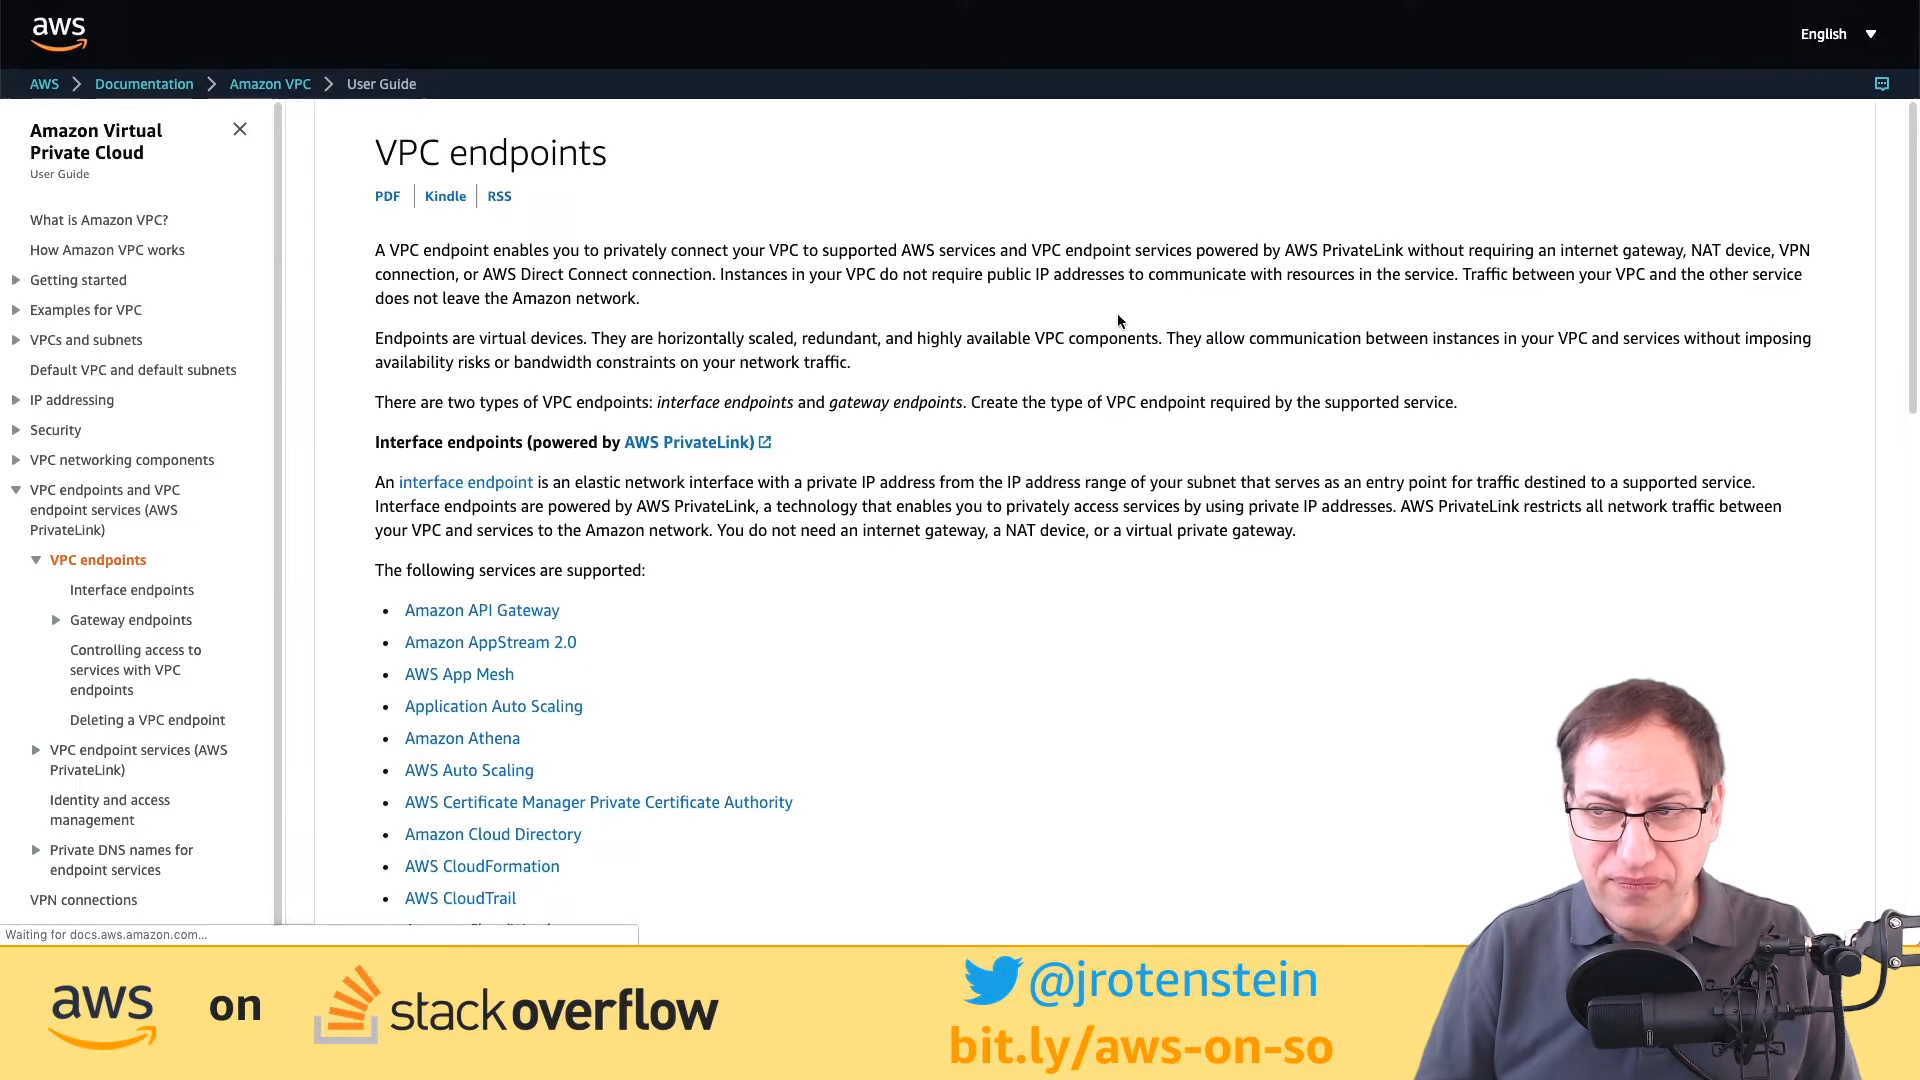 aws
English
AWS > Documentation > Amazon VPC > User Guide
Amazon Virtual
Private Cloud
User Guide
What is Amazon VPC?
How Amazon VPC works
Getting started
Examples for VPC
VPCs and subnets
Default VPC and default subnets
IP addressing
Security
VPC networking components
VPC endpoints and VPC
endpoint services (AWS
PrivateLink)
VPC endpoints
Interface endpoints
Gateway endpoints
Controlling access to
services with VPC
endpoints
Deleting a VPC endpoint
VPC endpoint services (AWS
PrivateLink)
Identity and access
management
Private DNS names for
endpoint services
VPN connections
Waiting for docs.aws.amazon.com...
VPC endpoints
PDF | Kindle | RSS
A VPC endpoint enables you to privately connect your VPC to supported AWS services and VPC endpoint services powered by AWS PrivateLink without requiring an internet gateway, NAT device, VPN
connection, or AWS Direct Connect connection. Instances in your VPC do not require public IP addresses to communicate with resources in the service. Traffic between your VPC and the other service
does not leave the Amazon network.
Endpoints are virtual devices. They are horizontally scaled, redundant, and highly available VPC components. They allow communication between instances in your VPC and services without imposing
availability risks or bandwidth constraints on your network traffic.
There are two types of VPC endpoints: interface endpoints and gateway endpoints. Create the type of VPC endpoint required by the supported service.
Interface endpoints (powered by AWS PrivateLink)
An interface endpoint is an elastic network interface with a private IP address from the IP address range of your subnet that serves as an entry point for traffic destined to a supported service.
Interface endpoints are powered by AWS PrivateLink, a technology that enables you to privately access services by using private IP addresses. AWS PrivateLink restricts all network traffic between
your VPC and services to the Amazon network. You do not need an internet gateway, a NAT device, or a virtual private gateway.
The following services are supported:
• Amazon API Gateway
• Amazon AppStream 2.0
• AWS App Mesh
• Application Auto Scaling
• Amazon Athena
• AWS Auto Scaling
• AWS Certificate Manager Private Certificate Authority
• Amazon Cloud Directory
• AWS CloudFormation
• AWS CloudTrail
aws on stackoverflow
@jrotenstein
bit.ly/aws-on-so